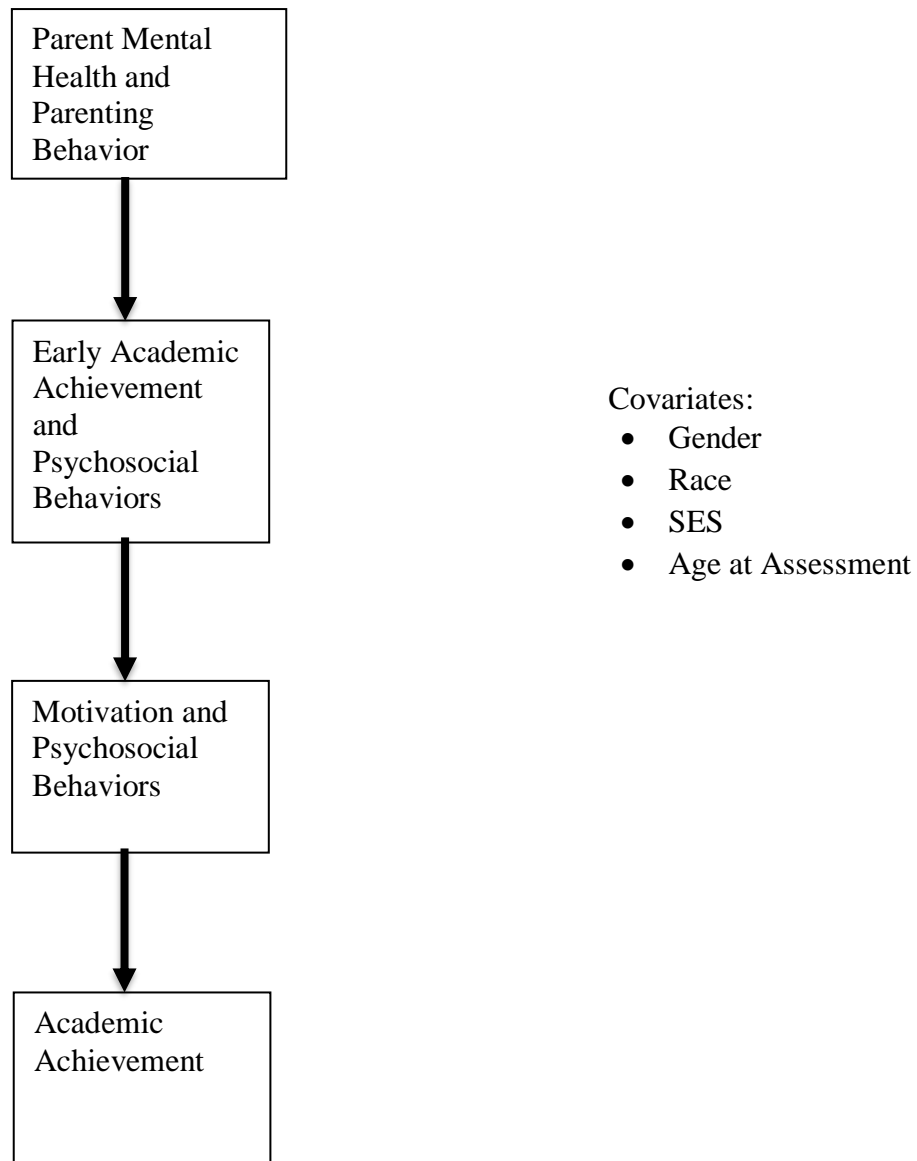 Parent Mental
Health and
Parenting
Behavior
Early Academic
Achievement
and
Psychosocial
Behaviors
Covariates:
• Gender
• Race
• SES
• Age at Assessment
Motivation and
Psychosocial
Behaviors
Academic
Achievement